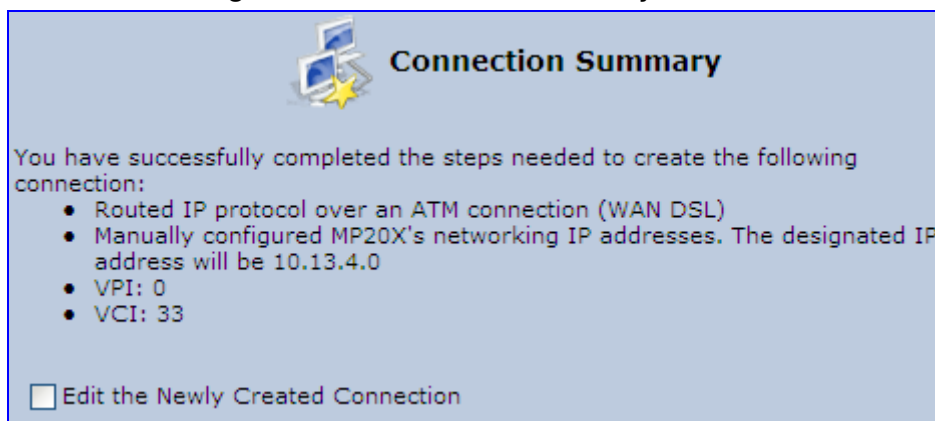 Connection Summary
You have successfully completed the steps needed to create the following
connection:
• Routed IP protocol over an ATM connection (WAN DSL)
• Manually configured MP20X's networking IP addresses. The designated IP
address will be 10.13.4.0
• VPI: 0
• VCI: 33
Edit the Newly Created Connection